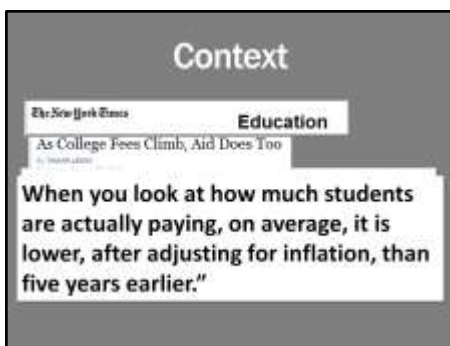 Context
The New York Times
Education
As College Fees Climb, Aid Does Too
When you look at how much students
are actually paying, on average, it is
lower, after adjusting for inflation, than
five years earlier.”